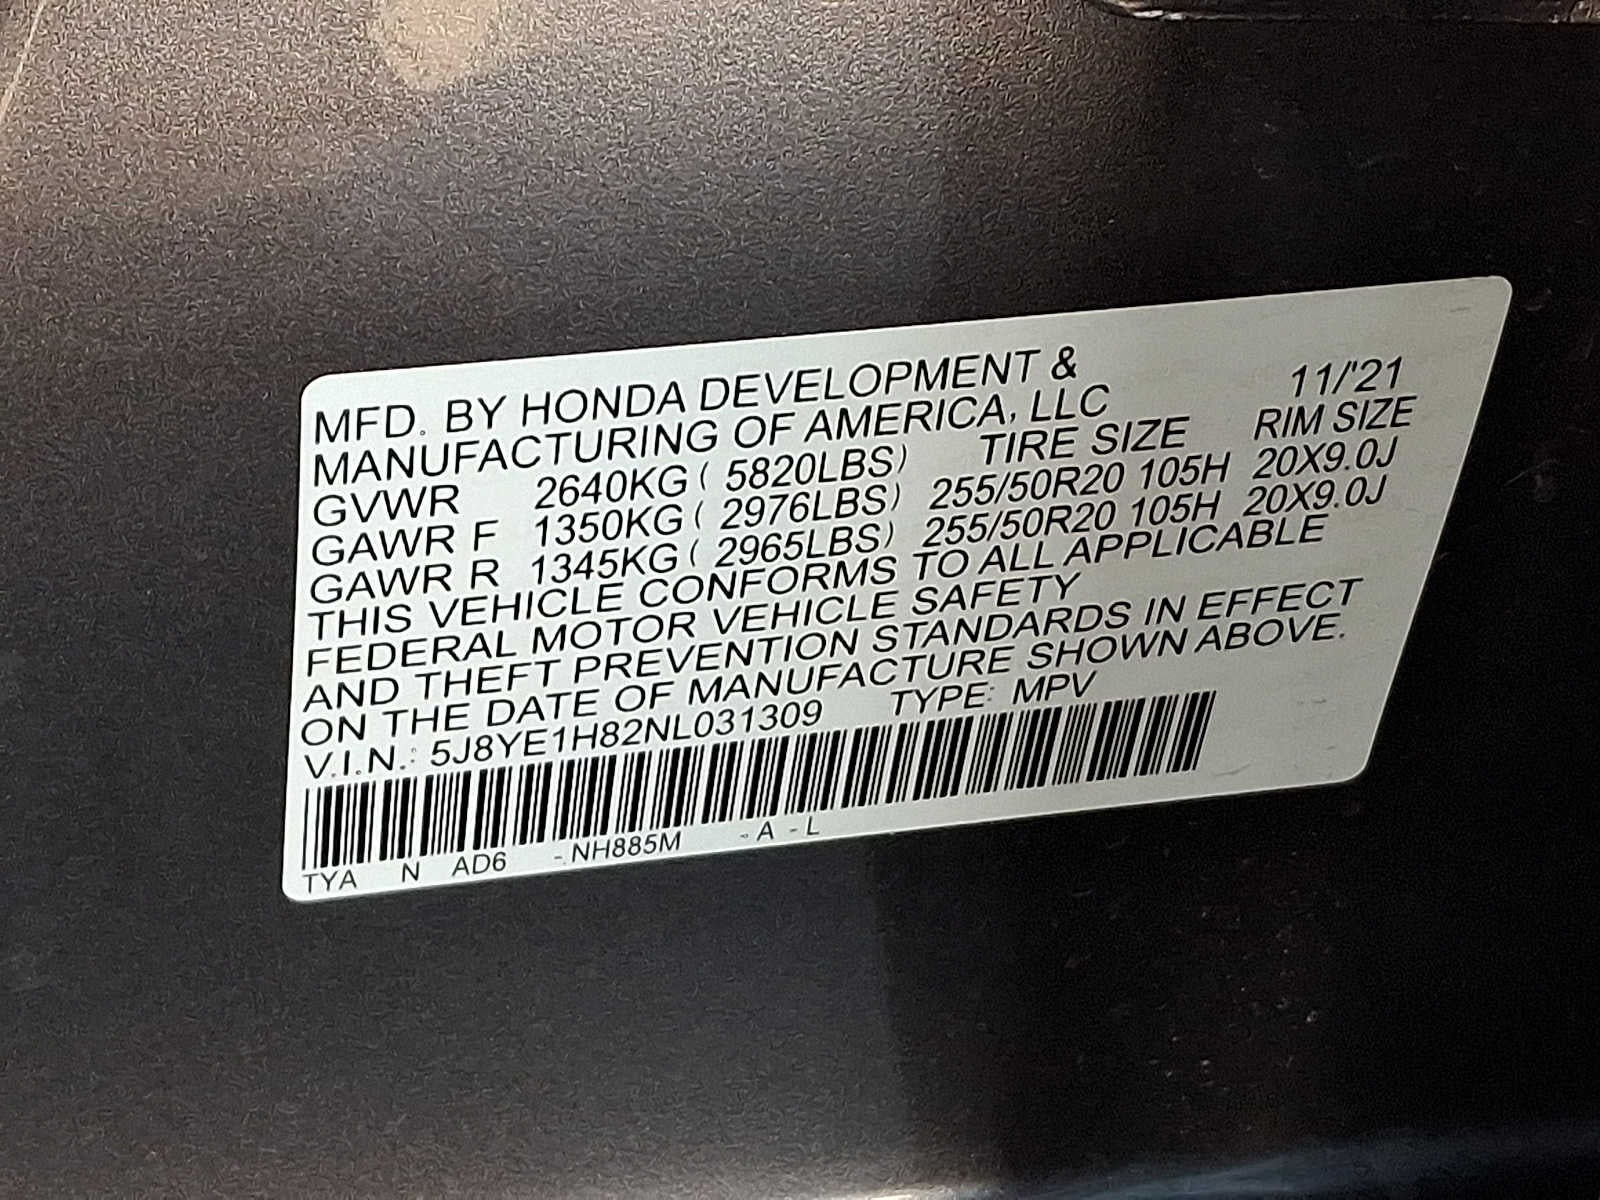 MFD. BY HONDA DEVELOPMENT &
MANUFACTURING OF AMERICA, LLC 11/'21
GVWR 2640KG ( 5820LBS) TIRE SIZE RIM SIZE
GAWR F 1350KG ( 2976LBS) 255/50R20 105H 20X9.0J
GAWR R 1345KG ( 2965LBS) 255/50R20 105H 20X9.0J
THIS VEHICLE CONFORMS TO ALL APPLICABLE
FEDERAL MOTOR VEHICLE SAFETY
AND THEFT PREVENTION STANDARDS IN EFFECT
ON THE DATE OF MANUFACTURE SHOWN ABOVE.
V.I.N.: 5J8YE1H82NL031309 TYPE: MPV
TYA N AD6 - NH885M - A - L